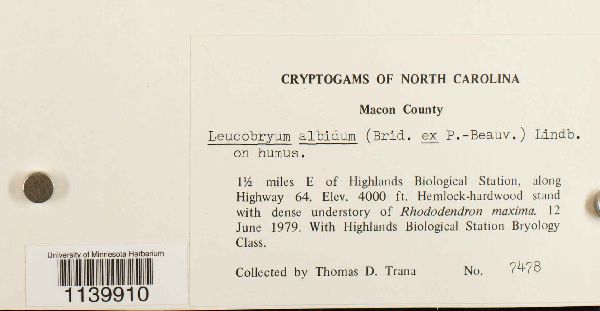 CRYPTOGAMS OF NORTH CAROLINA
Macon County
Leucobryum albidum (Brid. ex P.-Beauv.) Lindb.
on humus.
1½ miles E of Highlands Biological Station, along
Highway 64. Elev. 4000 ft. Hemlock-hardwood stand
with dense understory of Rhododendron maxima. 12
June 1979. With Highlands Biological Station Bryology
Class.
Collected by Thomas D. Trana No. 7478
University of Minnesota Herbarium
1139910